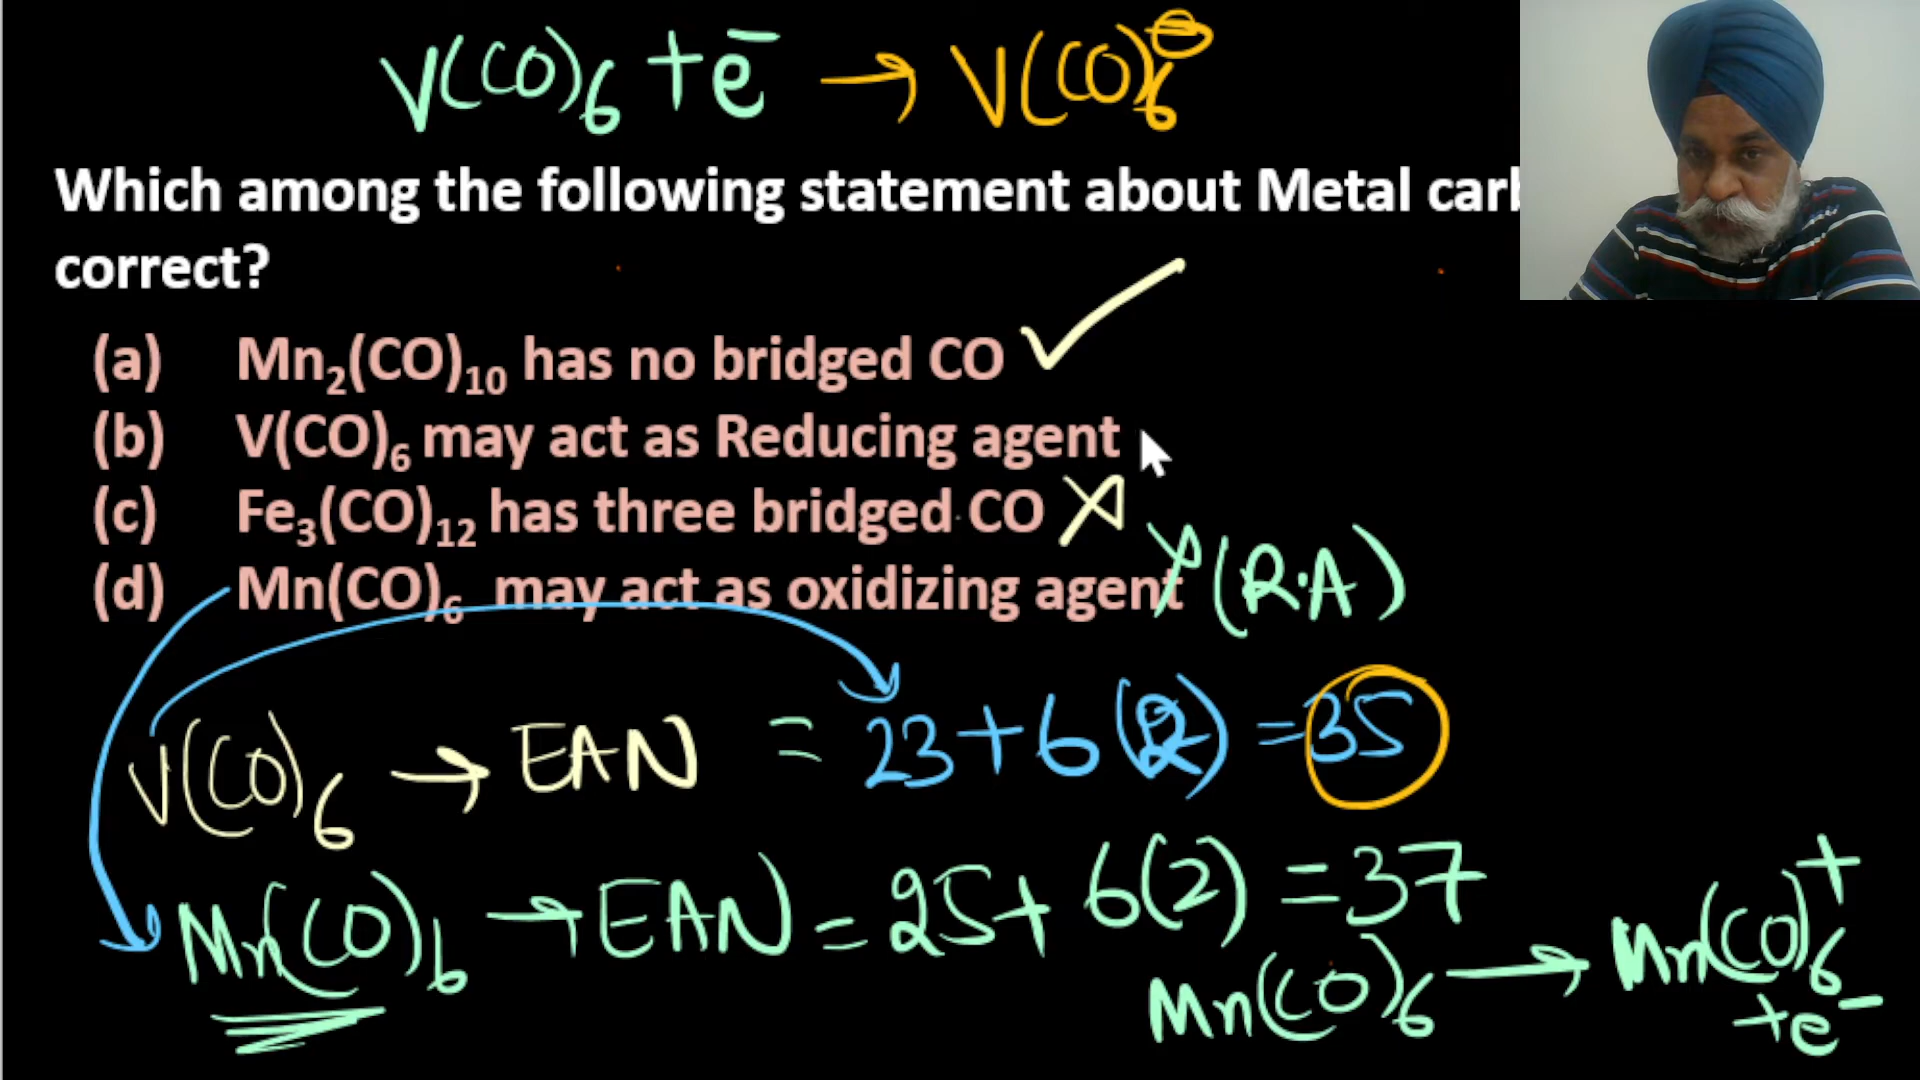 V(CO)₆ + e⁻ → V(CO)₆⊖
Which among the following statement about Metal
correct?
(a) Mn₂(CO)₁₀ has no bridged CO ✓
(b) V(CO)₆ may act as Reducing agent
(c) Fe₃(CO)₁₂ has three bridged CO ✗
(d) Mn(CO)₆ may act as oxidizing agent ✗ (R.A)
V(CO)₆ → EAN = 23 + 6(2) = 35
Mn(CO)₆ → EAN = 25 + 6(2) = 37
Mn(CO)₆ → Mn(CO)₆⁺
+e⁻